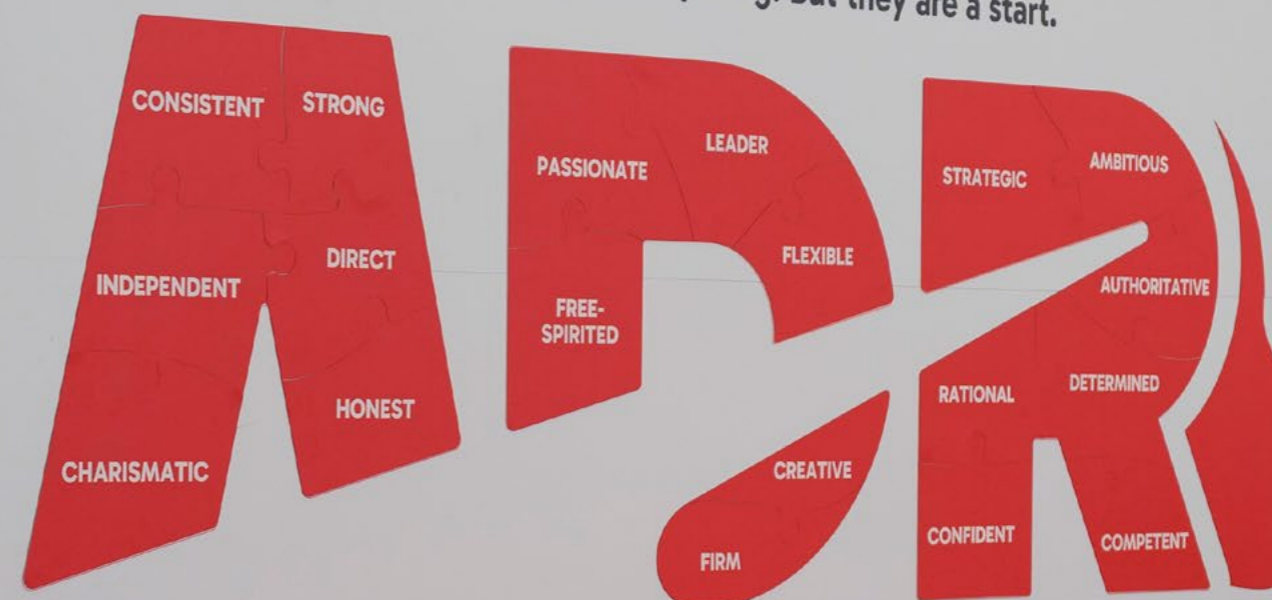 but they are a start.
CONSISTENT
STRONG
INDEPENDENT
DIRECT
CHARISMATIC
HONEST
PASSIONATE
LEADER
FLEXIBLE
FREE-
SPIRITED
CREATIVE
FIRM
STRATEGIC
AMBITIOUS
AUTHORITATIVE
RATIONAL
DETERMINED
CONFIDENT
COMPETENT